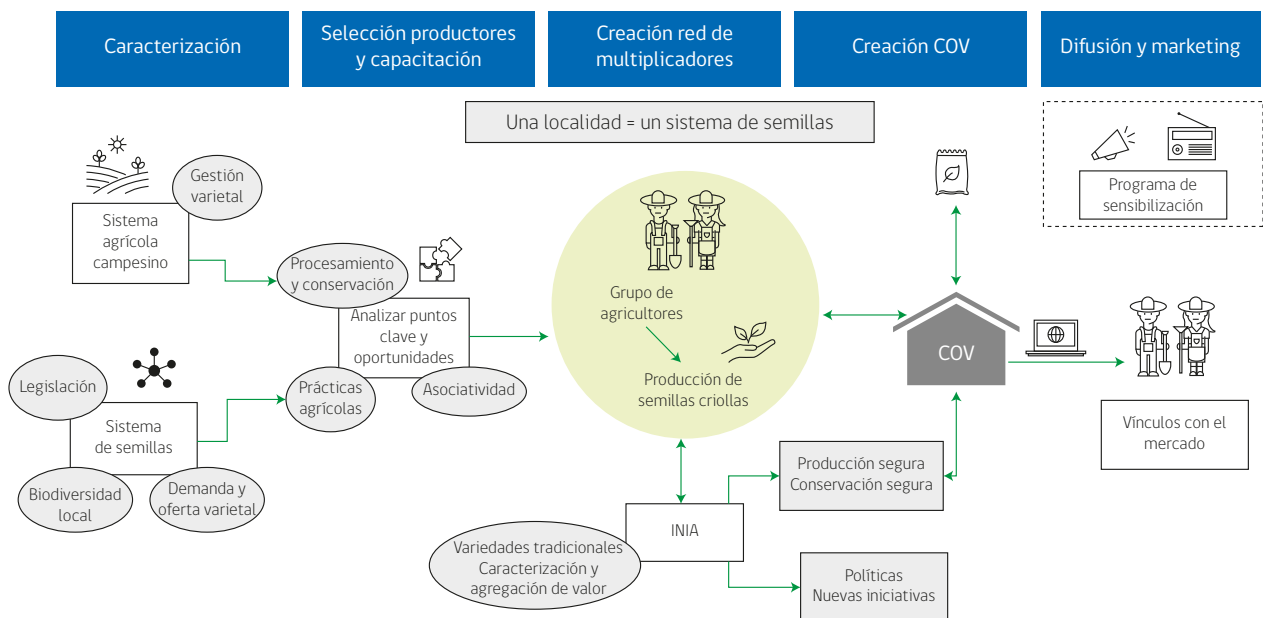 Caracterización
Selección productores
y capacitación
Creación red de
multiplicadores
Creación COV
Difusión y marketing
Una localidad = un sistema de semillas
Gestión
varietal
Sistema
agrícola
campesino
Legislación
Sistema
de semillas
Biodiversidad
local
Demanda y
oferta varietal
Procesamiento
y conservación
Analizar puntos
clave y
oportunidades
Prácticas
agrícolas
Asociatividad
Grupo de
agricultores
Producción de
semillas criollas
INIA
Variedades tradicionales
Caracterización y
agregación de valor
Producción segura
Conservación segura
Políticas
Nuevas iniciativas
COV
Programa de
sensibilización
Vínculos con el
mercado